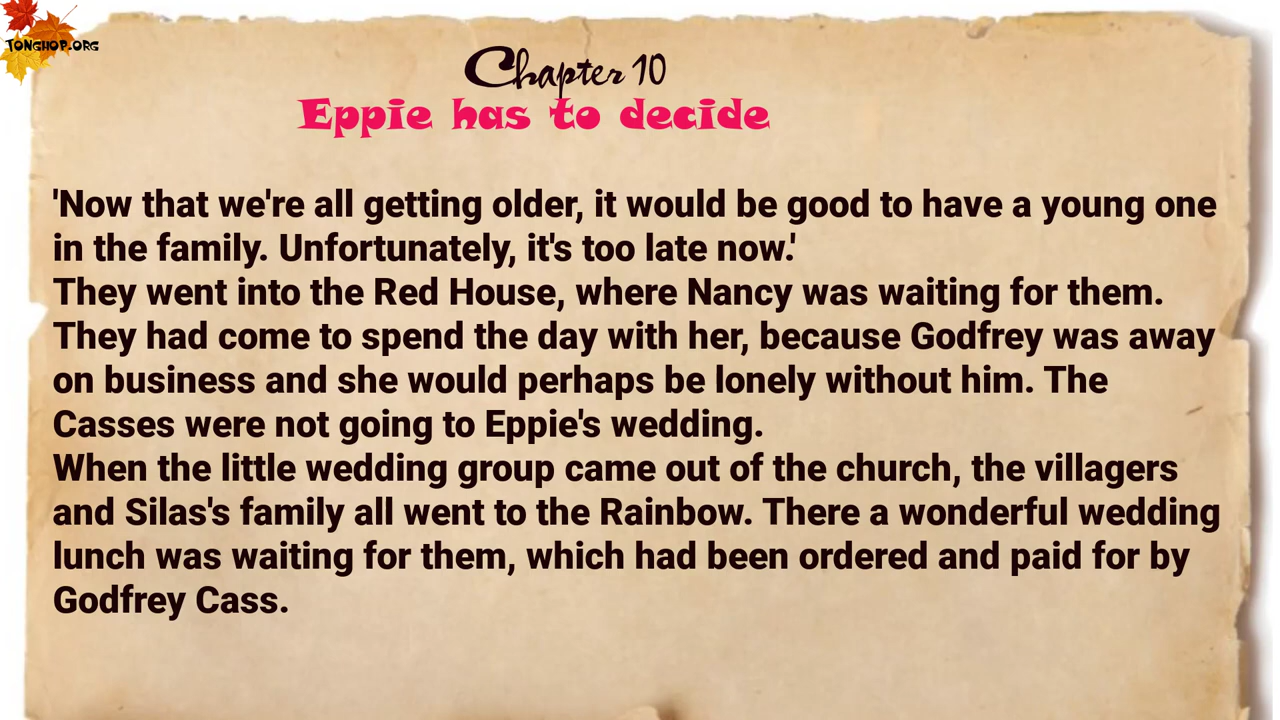 TONGHOP.ORG
Chapter 10
Eppie has to decide
'Now that we're all getting older, it would be good to have a young one
in the family. Unfortunately, it's too late now.'
They went into the Red House, where Nancy was waiting for them.
They had come to spend the day with her, because Godfrey was away
on business and she would perhaps be lonely without him. The
Casses were not going to Eppie's wedding.
When the little wedding group came out of the church, the villagers
and Silas's family all went to the Rainbow. There a wonderful wedding
lunch was waiting for them, which had been ordered and paid for by
Godfrey Cass.